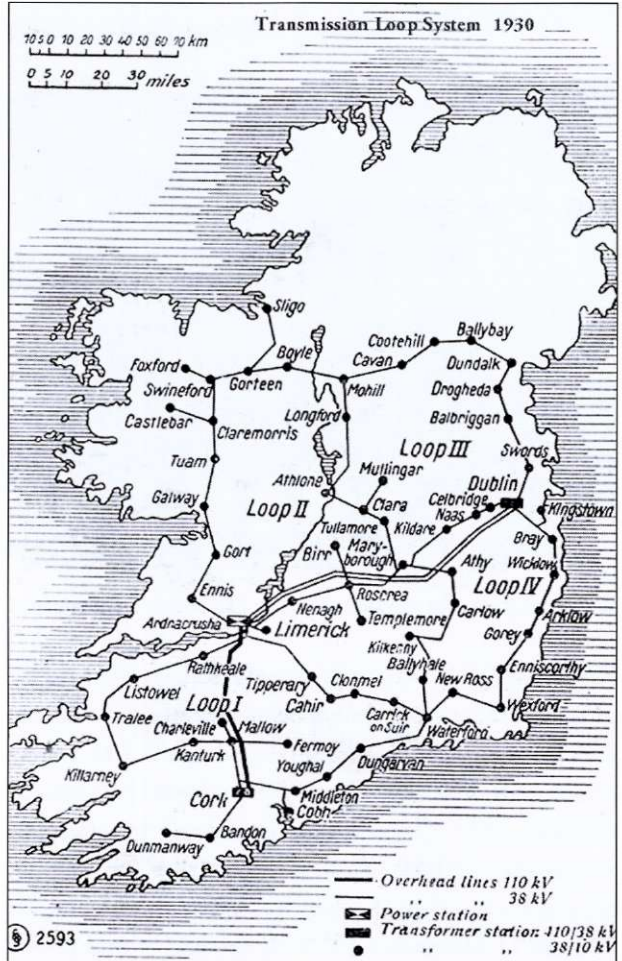 Transmission Loop System 1930
10 5 0 10 20 30 40 50 60 70 km
0 5 10 20 30 miles
Sligo
Foxford
Swineford
Gorteen
Boyle
Cavan
Cootehill
Ballybay
Dundalk
Mohill
Drogheda
Castlebar
Claremorris
Longford
Balbriggan
Loop III
Swords
Tuam
Mullingar
Dublin
Athlone
Celbridge
Galway
Loop II
Clara
Naas
Kingstown
Tullamore
Kildare
Gort
Birr
Mary-
borough
Bray
Athy
Wicklow
Loop IV
Ennis
Roscrea
Nenagh
Templemore
Carlow
Arklow
Ardnacrusha
Limerick
Kilkenny
Gorey
Rathkeale
Ballyhale
Enniscorthy
Listowel
Tipperary
Clonmel
New Ross
Loop I
Cahir
Wexford
Tralee
Charleville
Mallow
Carrick
on Suir
Waterford
Kanturk
Fermoy
Killarney
Youghal
Dungarvan
Cork
Middleton
Cobh
Bandon
Dunmanway
Overhead lines 110 kV
,, ,, 38 kV
Power station
Transformer station 110/38 kV
,, ,, 38/10 kV
2593